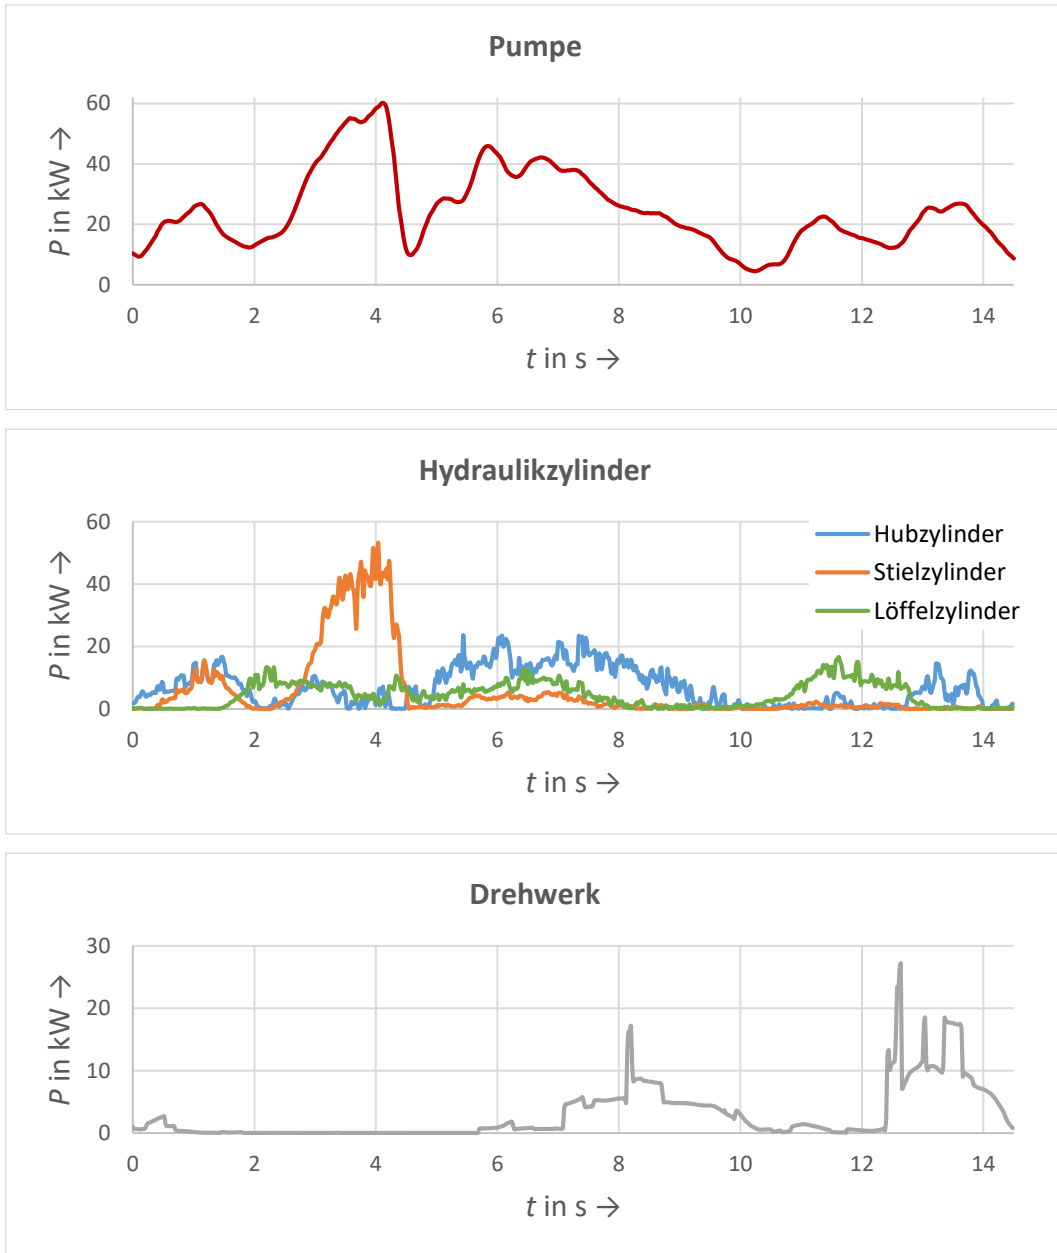 Pumpe
P in kW →
60
40
20
0
0 2 4 6 8 10 12 14
t in s →
Hydraulikzylinder
P in kW →
60
40
20
0
Hubzylinder
Stielzylinder
Löffelzylinder
0 2 4 6 8 10 12 14
t in s →
Drehwerk
P in kW →
30
20
10
0
0 2 4 6 8 10 12 14
t in s →